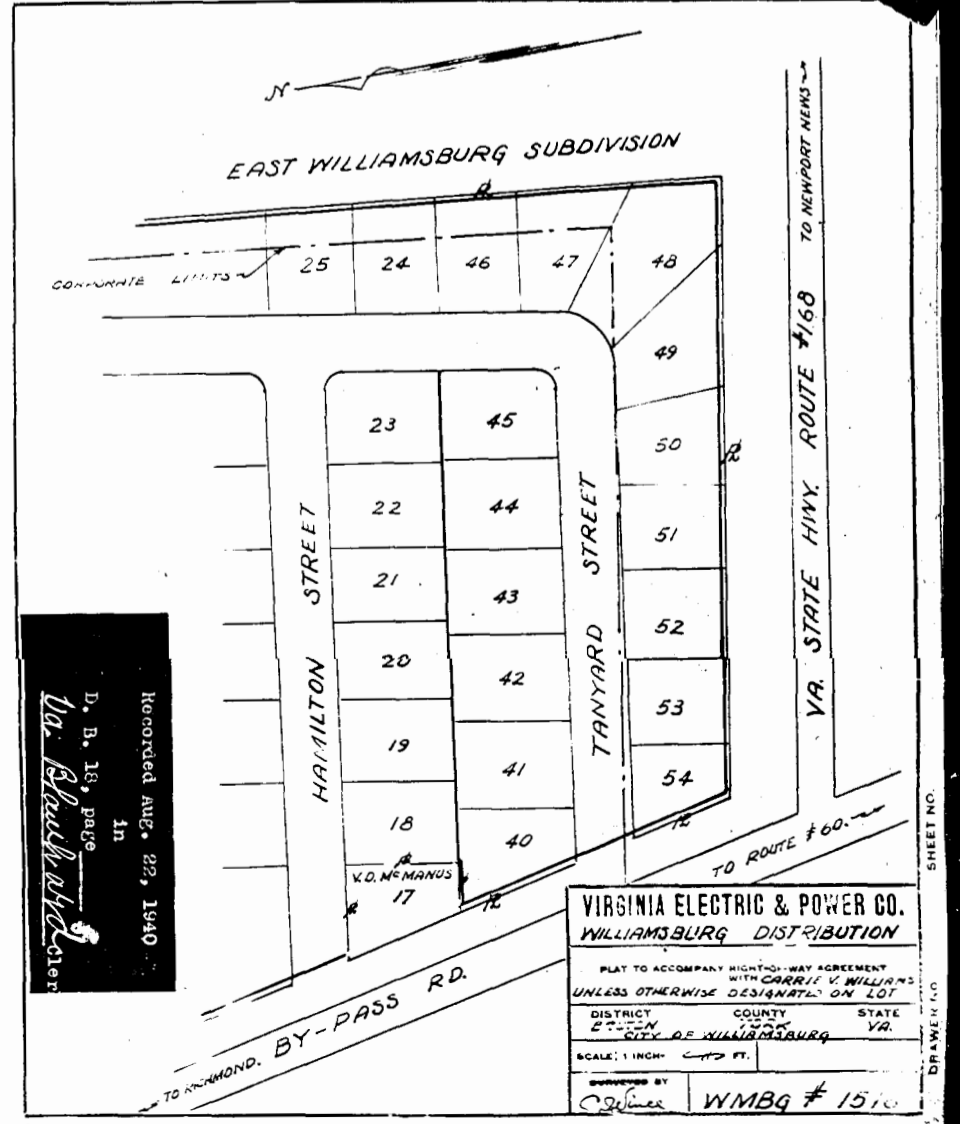 N
EAST WILLIAMSBURG SUBDIVISION
CORPORATE LIMITS
25
24
46
47
48
49
50
51
52
53
54
23
22
21
20
19
18
V.D. McMANUS
17
45
44
43
42
41
40
HAMILTON STREET
TANYARD STREET
VA. STATE HWY. ROUTE #168 TO NEWPORT NEWS
TO ROUTE #60.
TO RICHMOND. BY-PASS RD.
Recorded Aug. 22, 1940
in
D. B. 18, page
Va. Clerk
VIRGINIA ELECTRIC & POWER CO.
WILLIAMSBURG DISTRIBUTION
PLAT TO ACCOMPANY RIGHT-OF-WAY AGREEMENT
WITH CARRIE V. WILLIAMS
UNLESS OTHERWISE DESIGNATED ON LOT
DISTRICT COUNTY STATE
YORK VA.
CITY OF WILLIAMSBURG
SCALE: 1 INCH- FT.
SURVEYED BY
WMBG #
SHEET NO.
DRAWER NO.